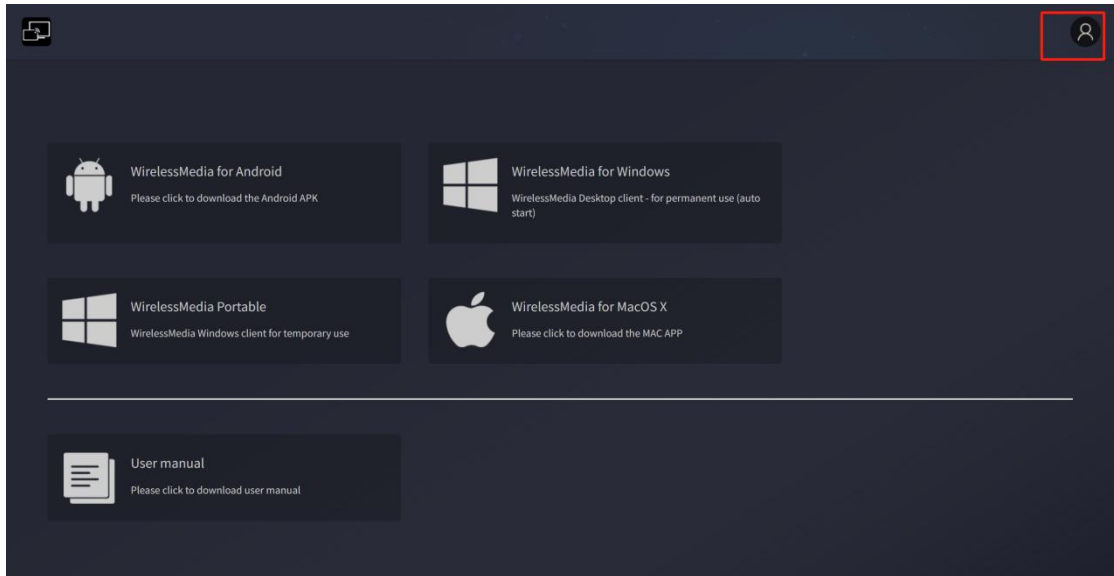 WirelessMedia for Android
Please click to download the Android APK
WirelessMedia for Windows
WirelessMedia Desktop client - for permanent use (auto
start)
WirelessMedia Portable
WirelessMedia Windows client for temporary use
WirelessMedia for MacOS X
Please click to download the MAC APP
User manual
Please click to download user manual